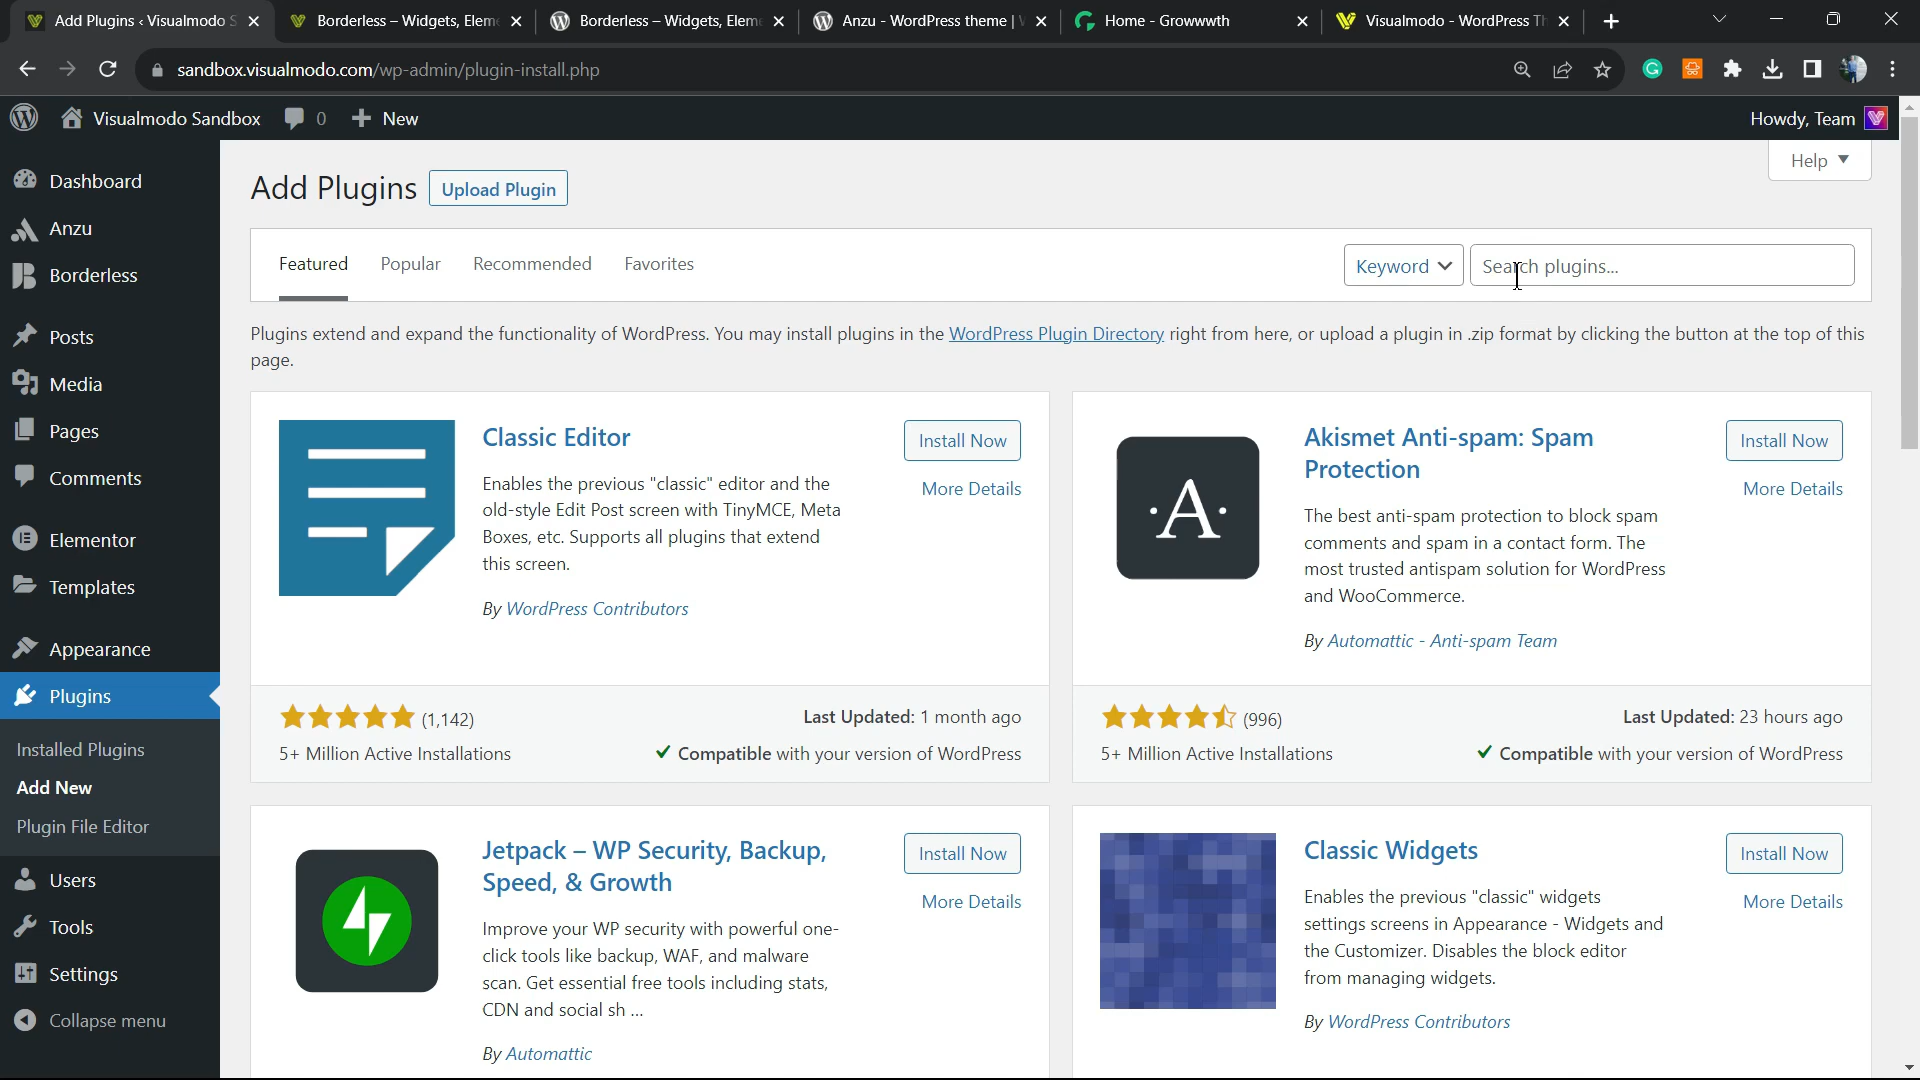 Plugins ‹ Visualmodo S
Borderless – Widgets, Elem
Borderless – Widgets, Elem
Anzu - WordPress theme |
Home - Growwwth
Visualmodo - WordPress Th
sandbox.visualmodo.com/wp-admin/plugin-install.php
Visualmodo Sandbox
0
New
Howdy, Team
Help
Dashboard
Anzu
Borderless
Posts
Media
Pages
Comments
Elementor
Templates
Appearance
Plugins
Installed Plugins
Add New
Plugin File Editor
Users
Tools
Settings
Collapse menu
Add Plugins
Upload Plugin
Featured
Popular
Recommended
Favorites
Keyword
Search plugins...
Plugins extend and expand the functionality of WordPress. You may install plugins in the WordPress Plugin Directory right from here, or upload a plugin in .zip format by clicking the button at the top of this
page.
Classic Editor
Install Now
More Details
Enables the previous "classic" editor and the
old-style Edit Post screen with TinyMCE, Meta
Boxes, etc. Supports all plugins that extend
this screen.
By WordPress Contributors
(1,142)
Last Updated: 1 month ago
5+ Million Active Installations
Compatible with your version of WordPress
·A·
Akismet Anti-spam: Spam
Protection
Install Now
More Details
The best anti-spam protection to block spam
comments and spam in a contact form. The
most trusted antispam solution for WordPress
and WooCommerce.
By Automattic - Anti-spam Team
(996)
Last Updated: 23 hours ago
5+ Million Active Installations
Compatible with your version of WordPress
Jetpack – WP Security, Backup,
Speed, & Growth
Install Now
More Details
Improve your WP security with powerful one-
click tools like backup, WAF, and malware
scan. Get essential free tools including stats,
CDN and social sh ...
By Automattic
Classic Widgets
Install Now
More Details
Enables the previous "classic" widgets
settings screens in Appearance - Widgets and
the Customizer. Disables the block editor
from managing widgets.
By WordPress Contributors